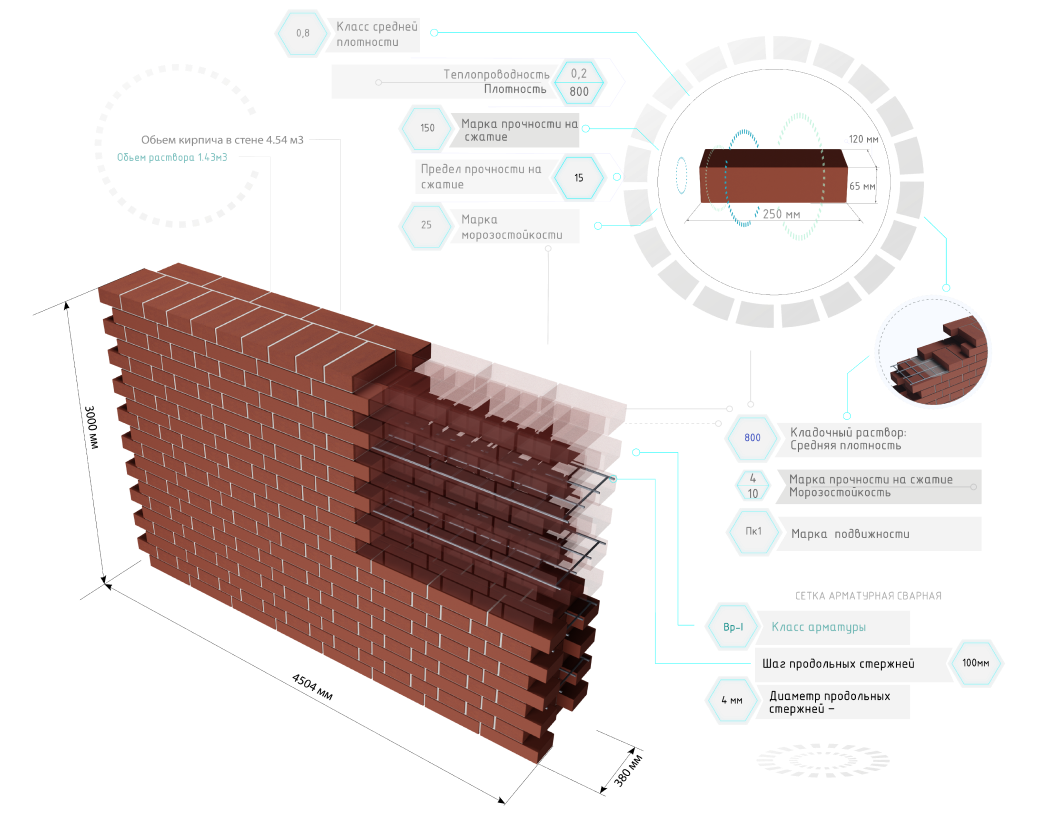 0,8
Класс средней
плотности
Теплопроводность
Плотность
0,2
800
150
Марка прочности на
сжатие
Предел прочности на
сжатие
15
25
Марка
морозостойкости
Обьем кирпича в стене 4.54 м3
Обьем раствора 1.43м3
120 мм
65 мм
250 мм
3000 мм
4504 мм
380 мм
800
Кладочный раствор:
Средняя плотность
4
10
Марка прочности на сжатие
Морозостойкость
Пк1
Марка подвижности
СЕТКА АРМАТУРНАЯ СВАРНАЯ
Вр-I
Класс арматуры
Шаг продольных стержней
100мм
4 мм
Диаметр продольных
стержней –